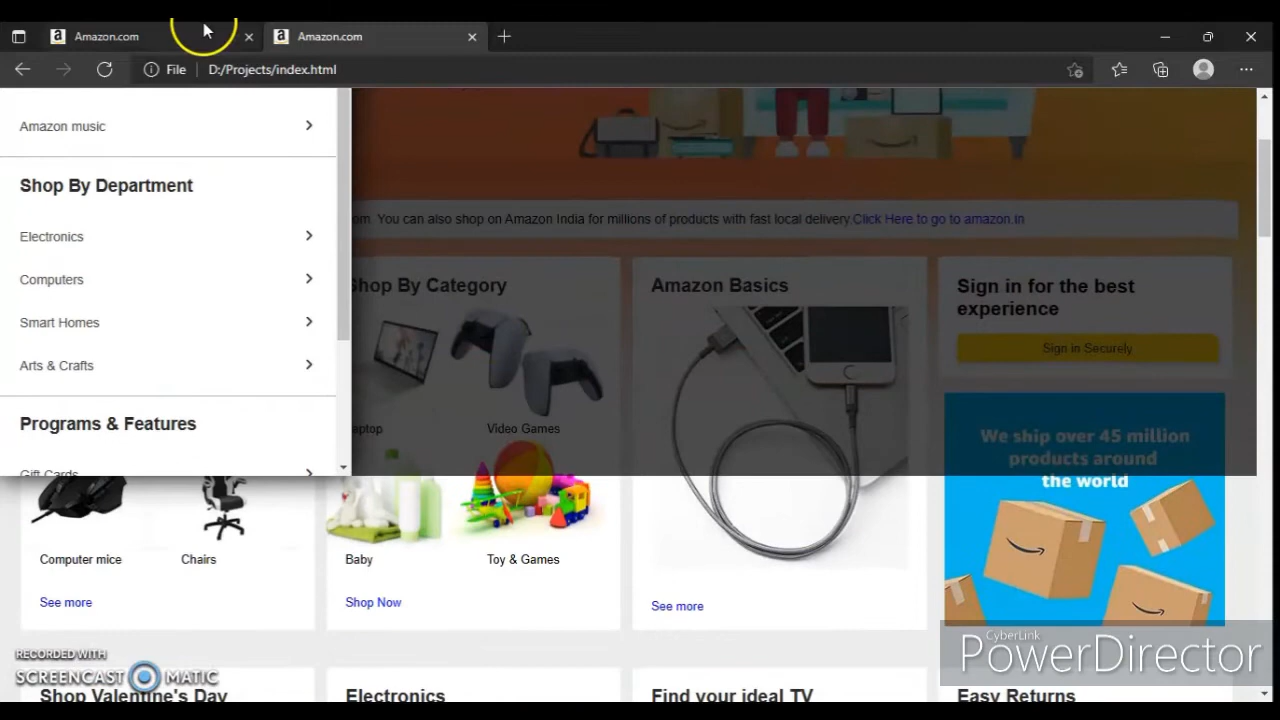 Amazon.com
Amazon.com
File
D:/Projects/index.html
Amazon music
Shop By Department
Electronics
Computers
Smart Homes
Arts & Crafts
Programs & Features
Gift Cards
om. You can also shop on Amazon India for millions of products with fast local delivery.Click Here to go to amazon.in
Shop By Category
aptop
Video Games
Computer mice
Chairs
See more
Baby
Toy & Games
Shop Now
Amazon Basics
See more
Sign in for the best
experience
Sign in Securely
We ship over 45 million
products around
the world
Shop Valentine's Day
Electronics
Find your ideal TV
Easy Returns
RECORDED WITH
SCREENCAST MATIC
CyberLink
PowerDirector